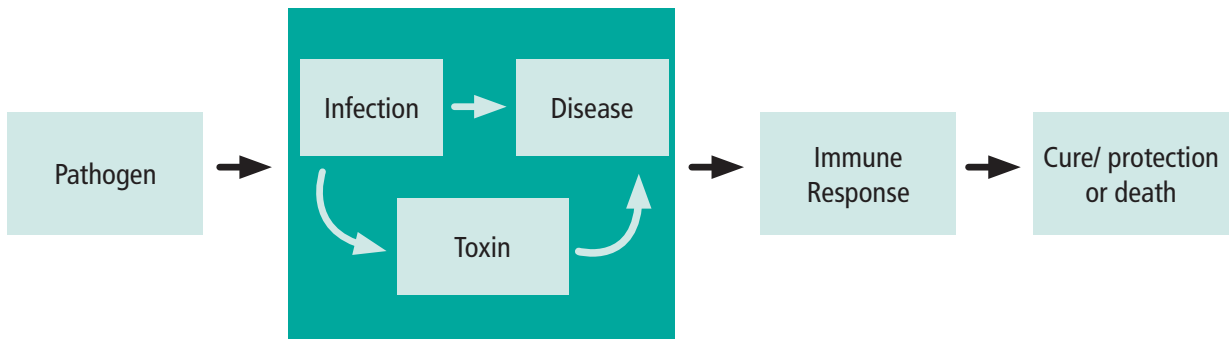 Pathogen
Infection
Disease
Toxin
Immune
Response
Cure/ protection
or death